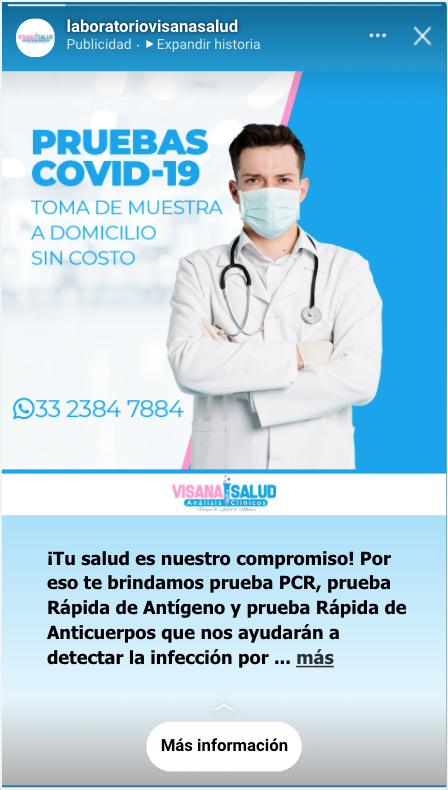 laboratoriovisanasalud
Publicidad · Expandir historia
PRUEBAS
COVID-19
TOMA DE MUESTRA
A DOMICILIO
SIN COSTO
33 2384 7884
VISANA SALUD
Análisis Clínicos
¡Tu salud es nuestro compromiso! Por
eso te brindamos prueba PCR, prueba
Rápida de Antígeno y prueba Rápida de
Anticuerpos que nos ayudarán a
detectar la infección por ... más
Más información